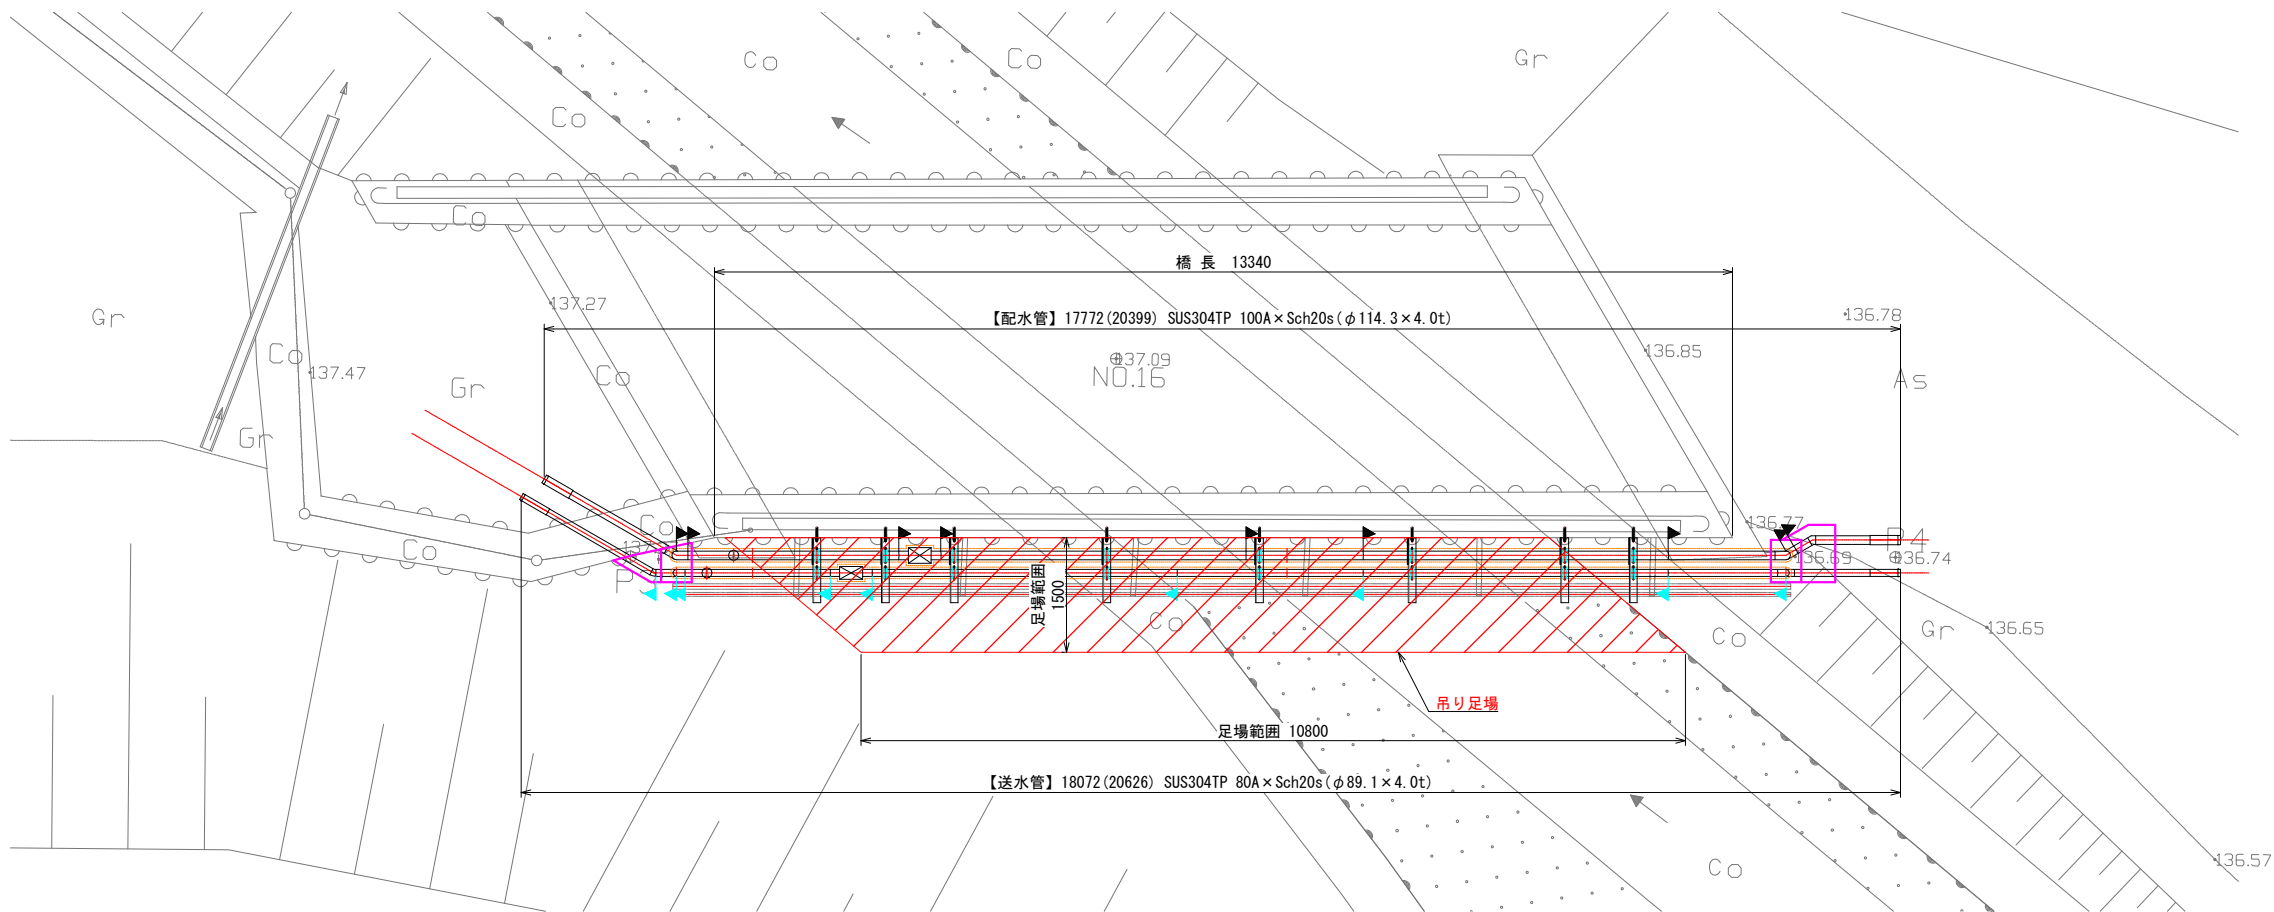 Co
Co
Gr
Co
Co
橋 長 13340
137.27
【配水管】17772(20399) SUS304TP 100A×Sch20s(φ114.3×4.0t)
136.78
Gr
Co
137.47
Gr
Co
137.09
NO.16
136.85
As
Gr
Co
Co
136.77
P4
136.69
136.74
P
足場範囲
1500
Co
Co
Gr
136.65
吊り足場
足場範囲 10800
【送水管】18072(20626) SUS304TP 80A×Sch20s(φ89.1×4.0t)
Co
136.57